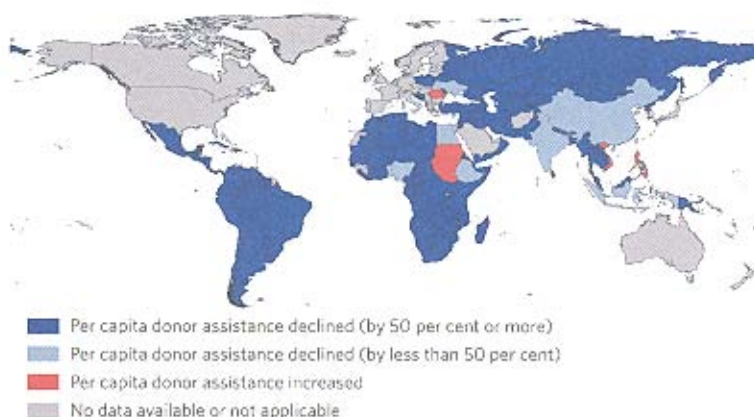 Per capita donor assistance declined (by 50 per cent or more)
Per capita donor assistance declined (by less than 50 per cent)
Per capita donor assistance increased
No data available or not applicable